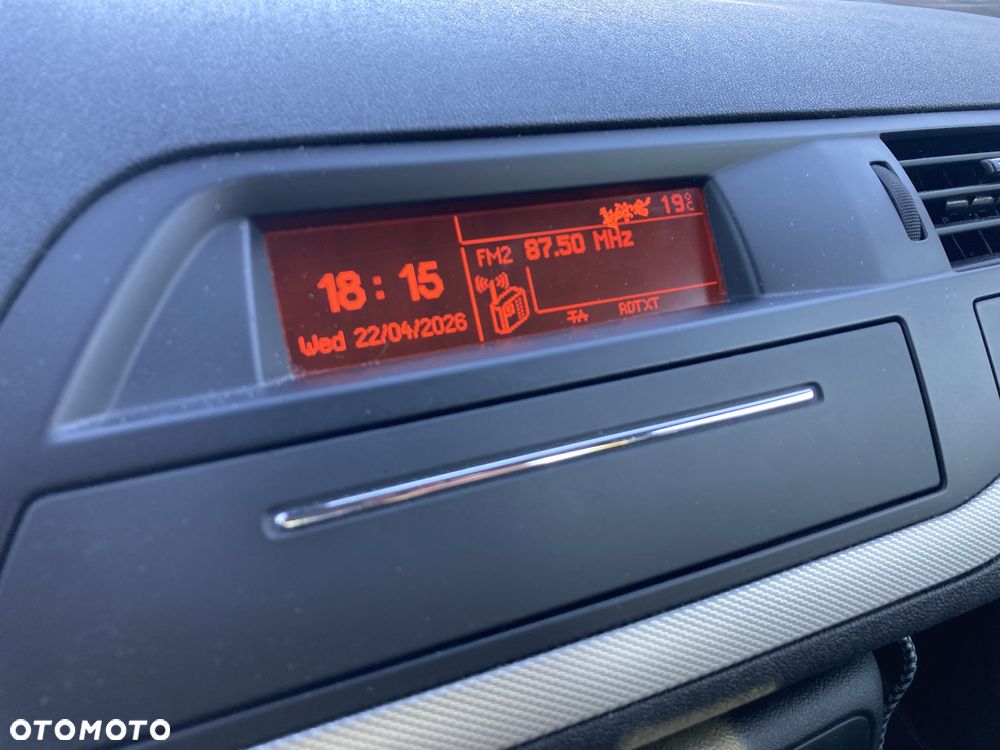 19°C
FM2 87.50 MHz
18:15
Wed 22/04/2026
TA
RDTXT
OTOMOTO